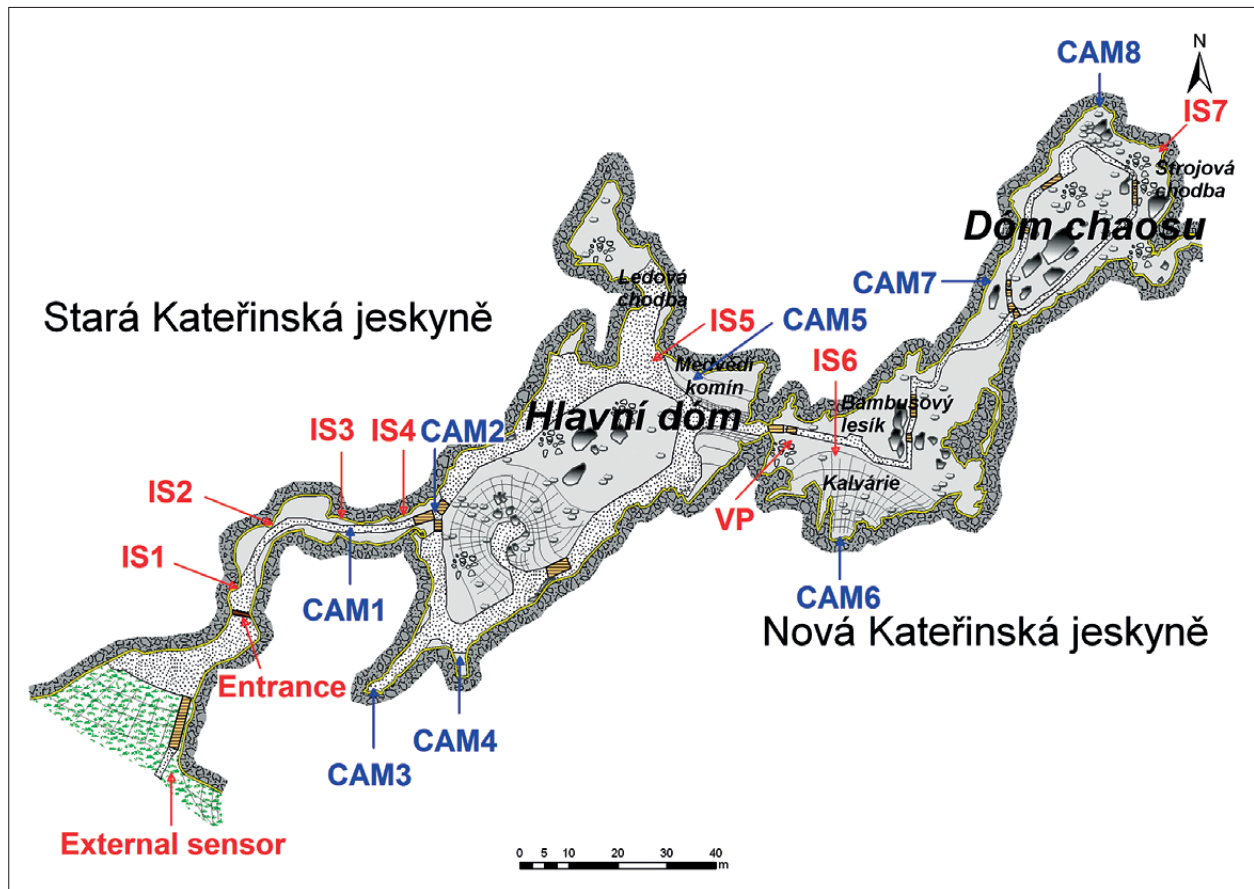 CAM8
N
IS7
Strojová
chodba
Dóm chaosu
Ledová
chodba
CAM7
Stará Kateřinská jeskyně
IS5
CAM5
Medvědí
komín
IS6
Hlavní dóm
Bambusový
lesík
IS3
IS4
CAM2
IS2
Kalvárie
VP
IS1
CAM1
CAM6
Nová Kateřinská jeskyně
Entrance
CAM4
CAM3
External sensor
0 5 10 20 30 40
m